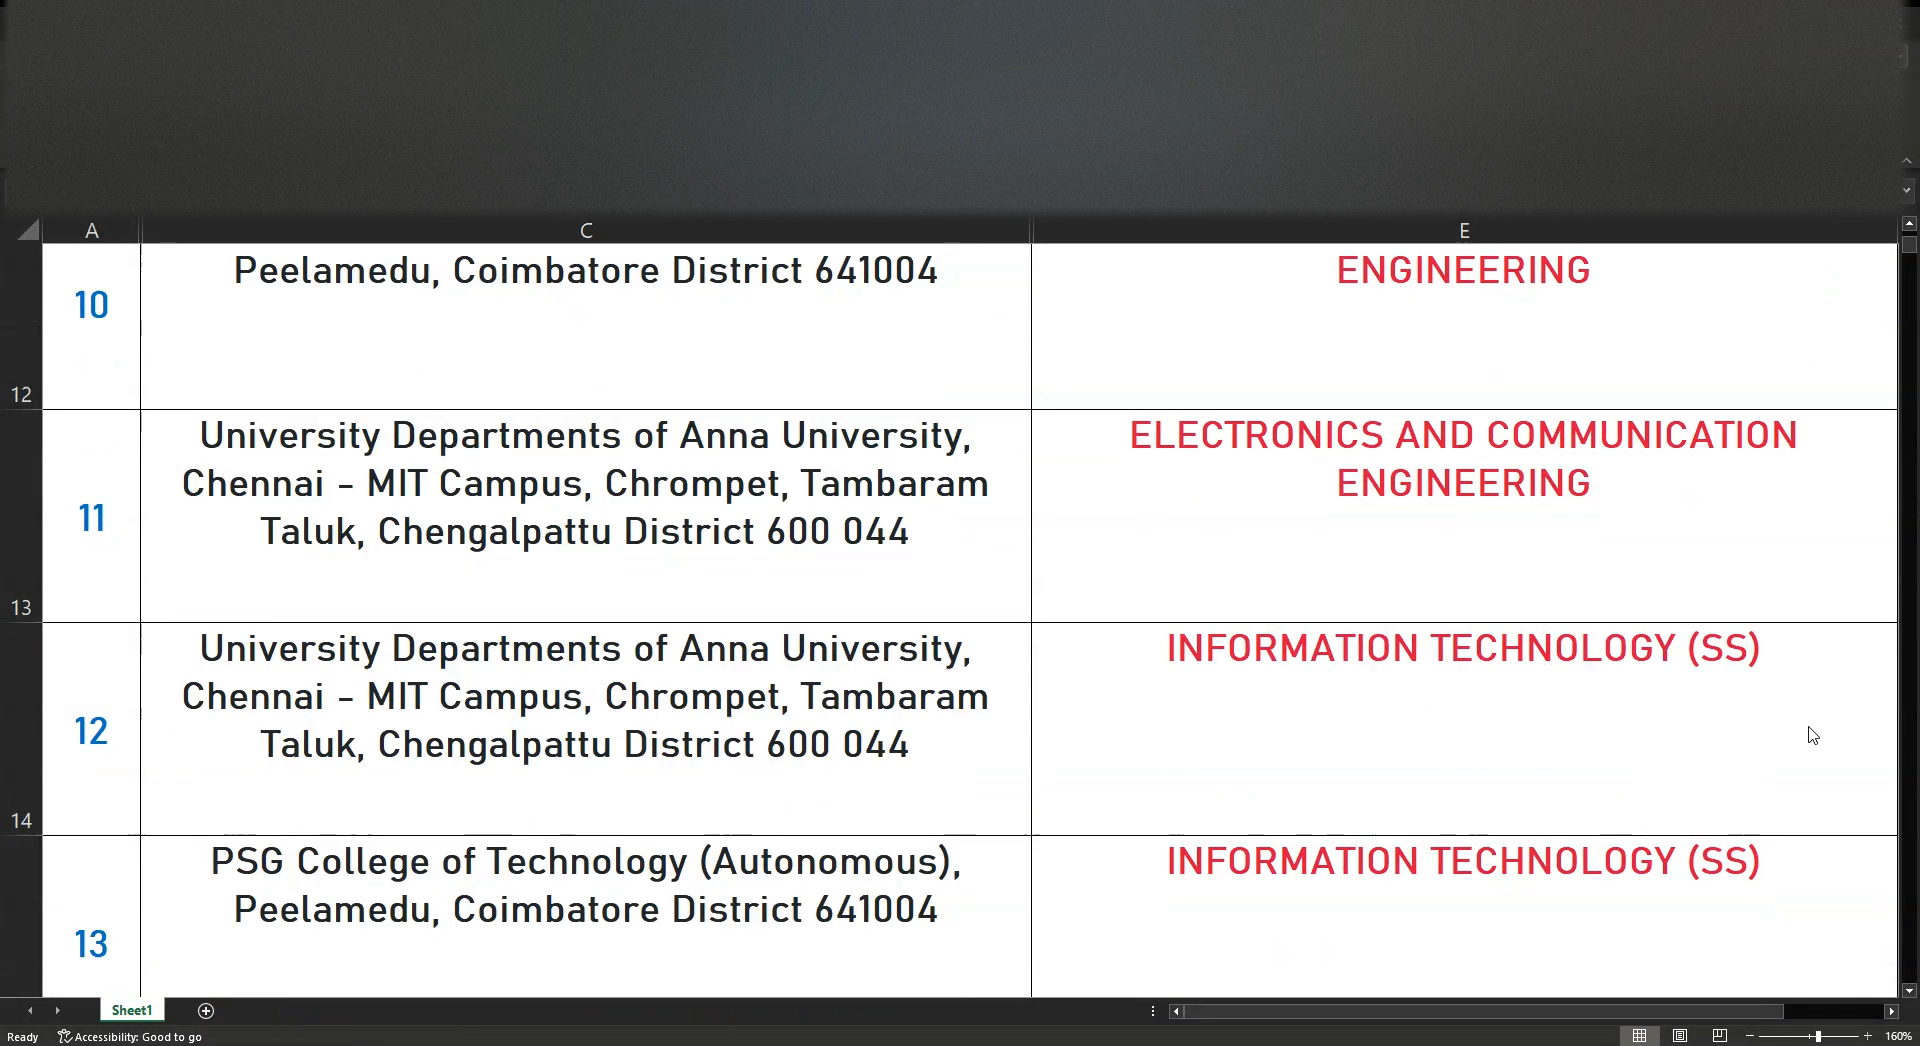 A C E
10 Peelamedu, Coimbatore District 641004 ENGINEERING
12
11 University Departments of Anna University, ELECTRONICS AND COMMUNICATION
Chennai - MIT Campus, Chrompet, Tambaram ENGINEERING
Taluk, Chengalpattu District 600 044
13
12 University Departments of Anna University, INFORMATION TECHNOLOGY (SS)
Chennai - MIT Campus, Chrompet, Tambaram
Taluk, Chengalpattu District 600 044
14
13 PSG College of Technology (Autonomous), INFORMATION TECHNOLOGY (SS)
Peelamedu, Coimbatore District 641004
Sheet1
Ready Accessibility: Good to go 160%